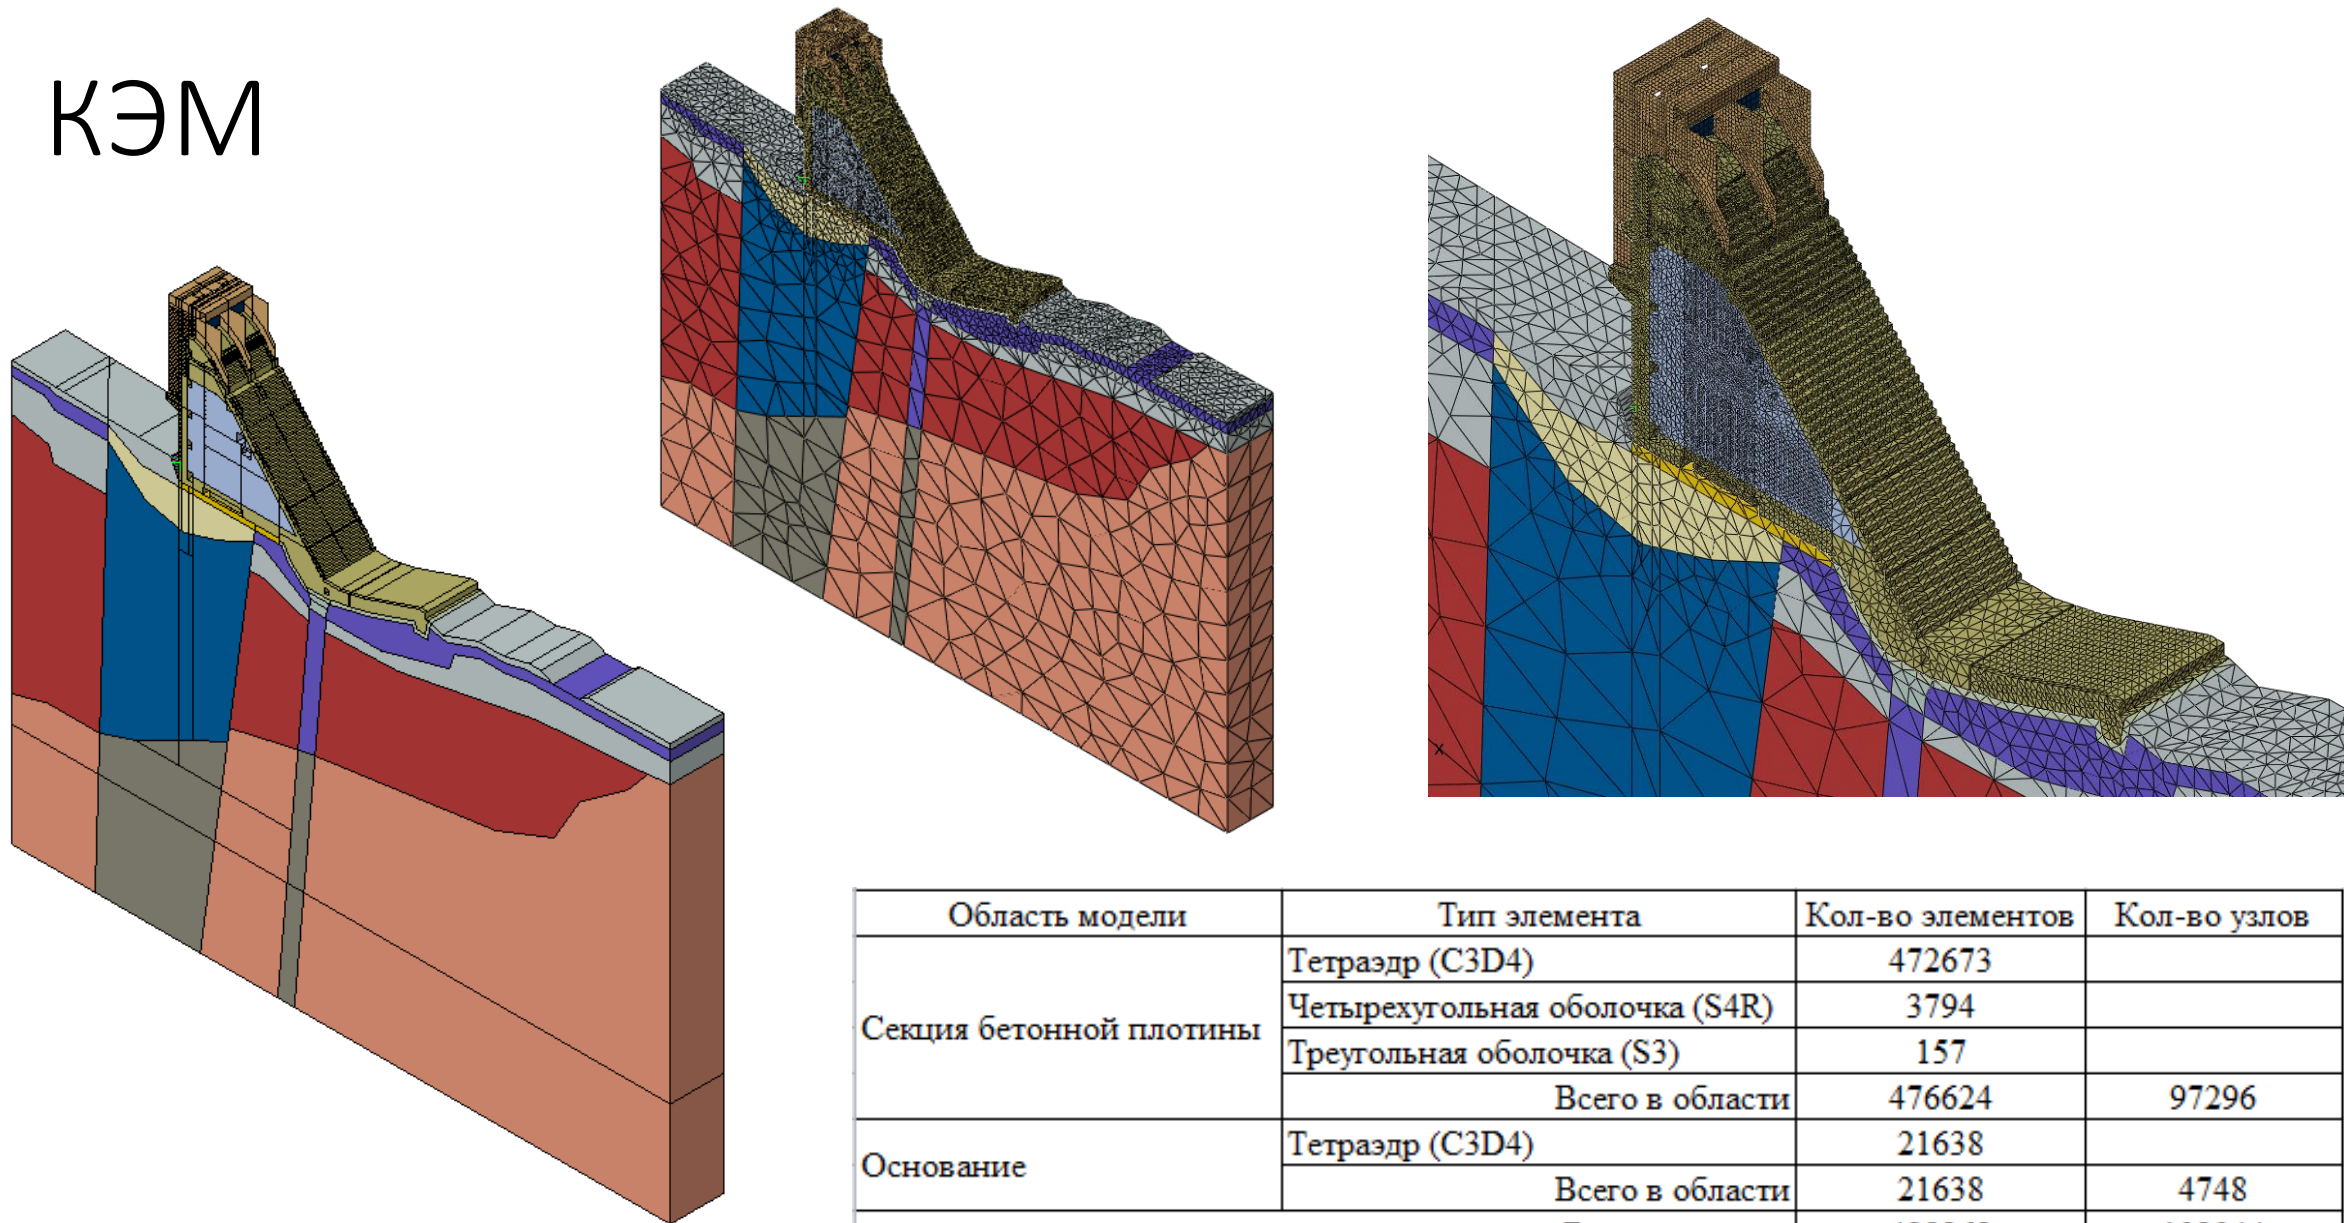 КЭМ
Область модели Тип элемента Кол-во элементов Кол-во узлов
Секция бетонной плотины Тетраэдр (C3D4) 472673
Четырехугольная оболочка (S4R) 3794
Треугольная оболочка (S3) 157
Всего в области 476624 97296
Основание Тетраэдр (C3D4) 21638
Всего в области 21638 4748
X